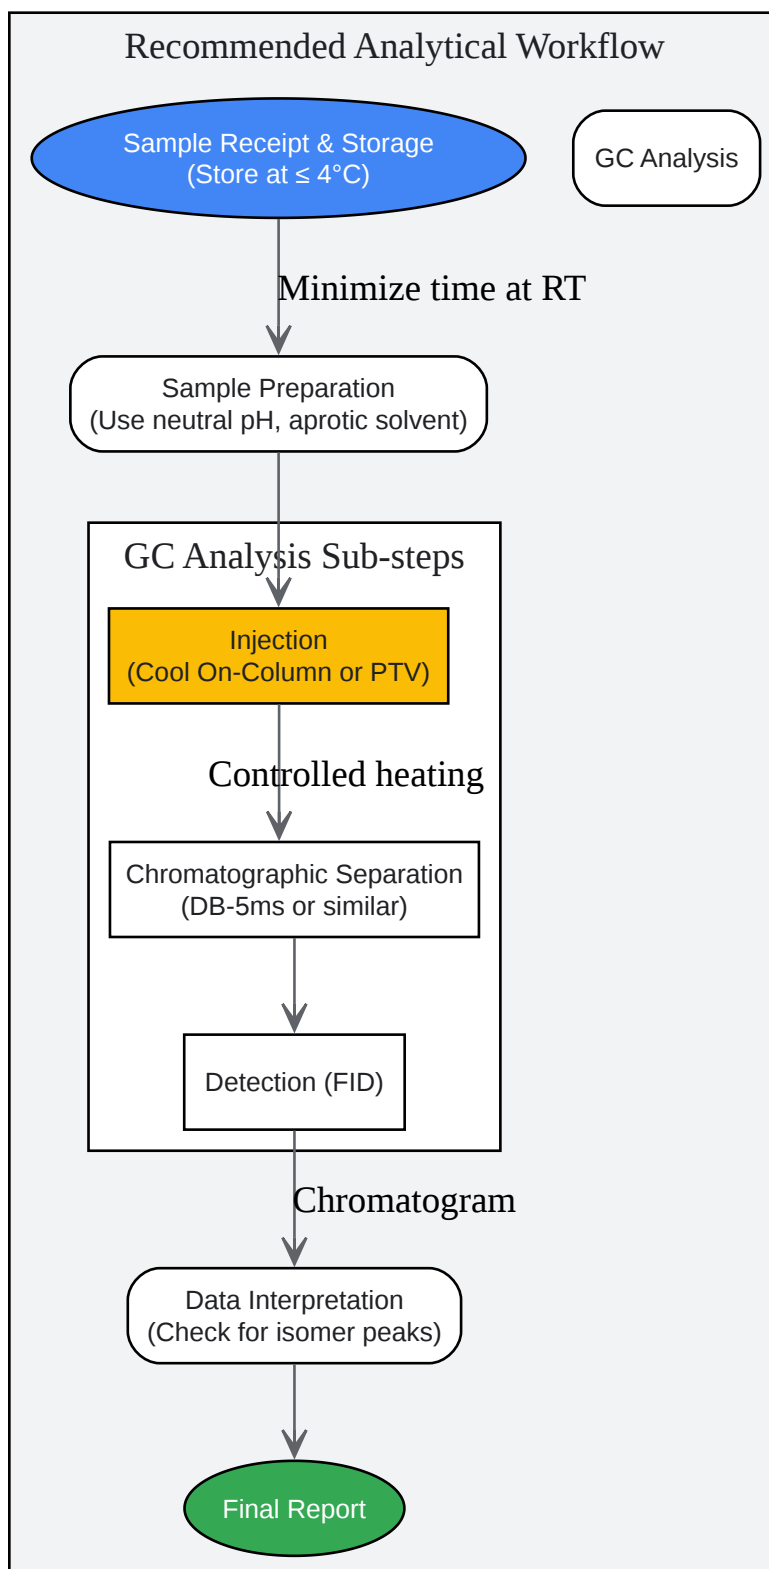 Recommended Analytical Workflow
Sample Receipt & Storage
(Store at ≤ 4°C)
GC Analysis
Minimize time at RT
Sample Preparation
(Use neutral pH, aprotic solvent)
GC Analysis Sub-steps
Injection
(Cool On-Column or PTV)
Controlled heating
Chromatographic Separation
(DB-5ms or similar)
Detection (FID)
Chromatogram
Data Interpretation
(Check for isomer peaks)
Final Report